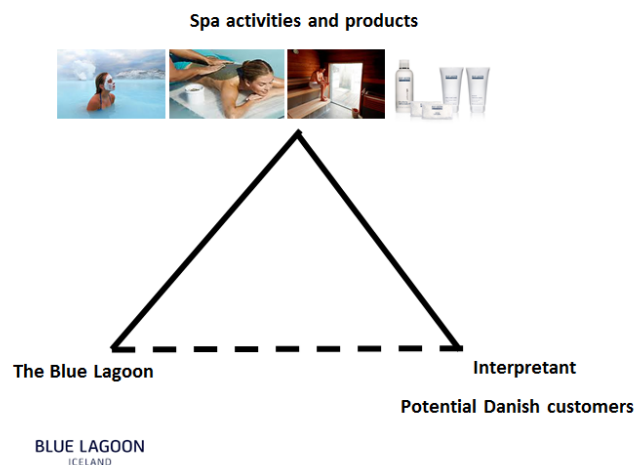 Spa activities and products
The Blue Lagoon
Interpretant
Potential Danish customers
BLUE LAGOON
ICELAND